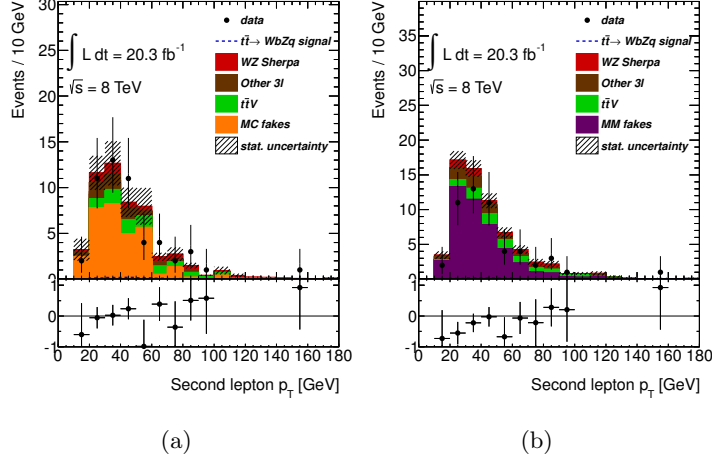 Events / 10 GeV
30
25
20
15
10
5
0
∫ L dt = 20.3 fb⁻¹
√s = 8 TeV
data
tt̄→ WbZq signal
WZ Sherpa
Other 3l
tt̄V
MC fakes
stat. uncertainty
1
0
-1
0 20 40 60 80 100 120 140 160 180
Second lepton p_T [GeV]
(a)
Events / 10 GeV
40
35
30
25
20
15
10
5
0
∫ L dt = 20.3 fb⁻¹
√s = 8 TeV
data
tt̄→ WbZq signal
WZ Sherpa
Other 3l
tt̄V
MM fakes
stat. uncertainty
1
0
-1
0 20 40 60 80 100 120 140 160 180
Second lepton p_T [GeV]
(b)